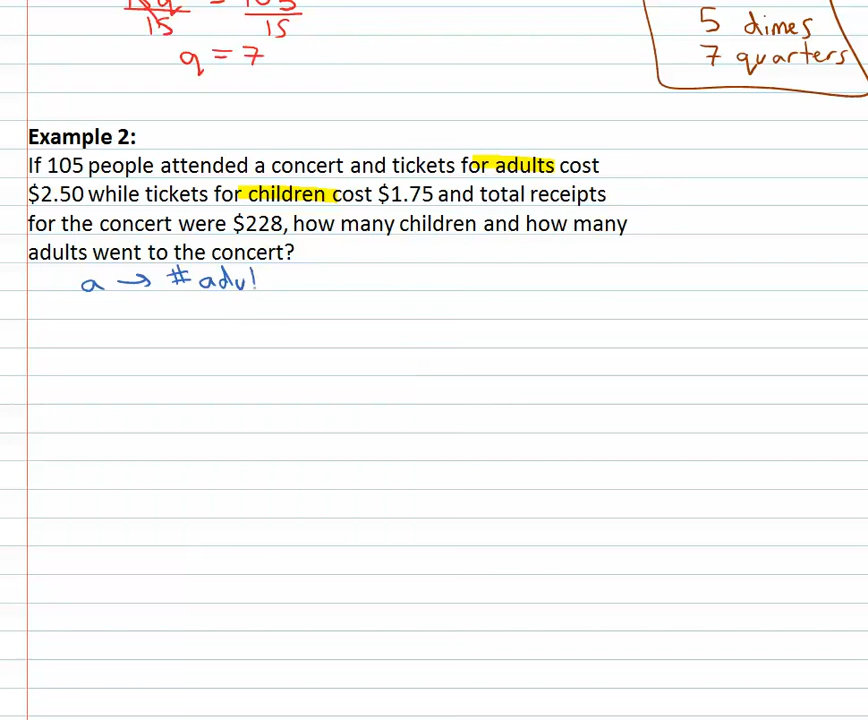 15
15
5 dimes
q = 7
7 quarters
Example 2:
If 105 people attended a concert and tickets for adults cost
$2.50 while tickets for children cost $1.75 and total receipts
for the concert were $228, how many children and how many
adults went to the concert?
a → # adul